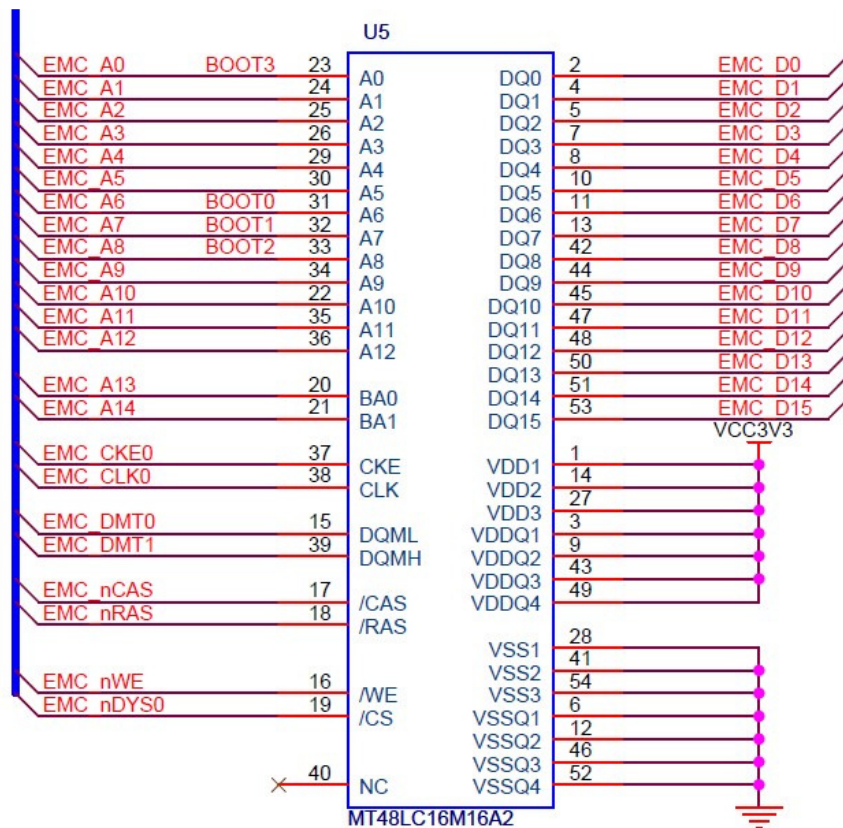 U5
EMC_A0 BOOT3 23 A0 DQ0 2 EMC_D0
EMC_A1 24 A1 DQ1 4 EMC_D1
EMC_A2 25 A2 DQ2 5 EMC_D2
EMC_A3 26 A3 DQ3 7 EMC_D3
EMC_A4 29 A4 DQ4 8 EMC_D4
EMC_A5 30 A5 DQ5 10 EMC_D5
EMC_A6 BOOT0 31 A6 DQ6 11 EMC_D6
EMC_A7 BOOT1 32 A7 DQ7 13 EMC_D7
EMC_A8 BOOT2 33 A8 DQ8 42 EMC_D8
EMC_A9 34 A9 DQ9 44 EMC_D9
EMC_A10 22 A10 DQ10 45 EMC_D10
EMC_A11 35 A11 DQ11 47 EMC_D11
EMC_A12 36 A12 DQ12 48 EMC_D12
DQ13 50 EMC_D13
EMC_A13 20 BA0 DQ14 51 EMC_D14
EMC_A14 21 BA1 DQ15 53 EMC_D15
VCC3V3
EMC_CKE0 37 CKE VDD1 1
EMC_CLK0 38 CLK VDD2 14
VDD3 27
EMC_DMT0 15 DQML VDDQ1 3
EMC_DMT1 39 DQMH VDDQ2 9
VDDQ3 43
EMC_nCAS 17 /CAS VDDQ4 49
EMC_nRAS 18 /RAS
VSS1 28
VSS2 41
EMC_nWE 16 /WE VSS3 54
EMC_nDYS0 19 /CS VSSQ1 6
VSSQ2 12
VSSQ3 46
40 NC VSSQ4 52
MT48LC16M16A2